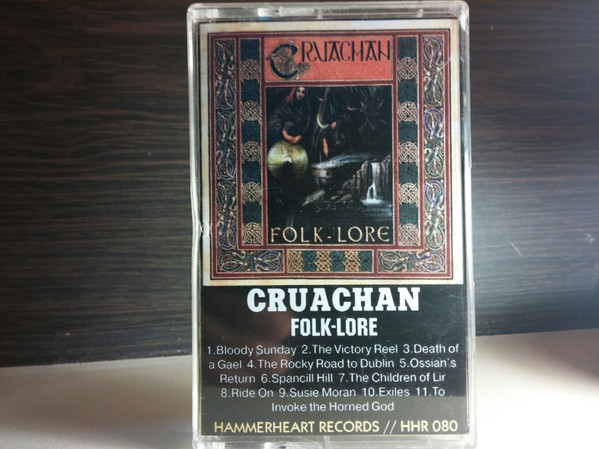 CRUACHAN
FOLK-LORE
CRUACHAN
FOLK-LORE
1.Bloody Sunday 2.The Victory Reel 3.Death of
a Gael 4.The Rocky Road to Dublin 5.Ossian`s
Return 6.Spancill Hill 7.The Children of Lir
8.Ride On 9.Susie Moran 10.Exiles 11.To
Invoke the Horned God
HAMMERHEART RECORDS // HHR 080